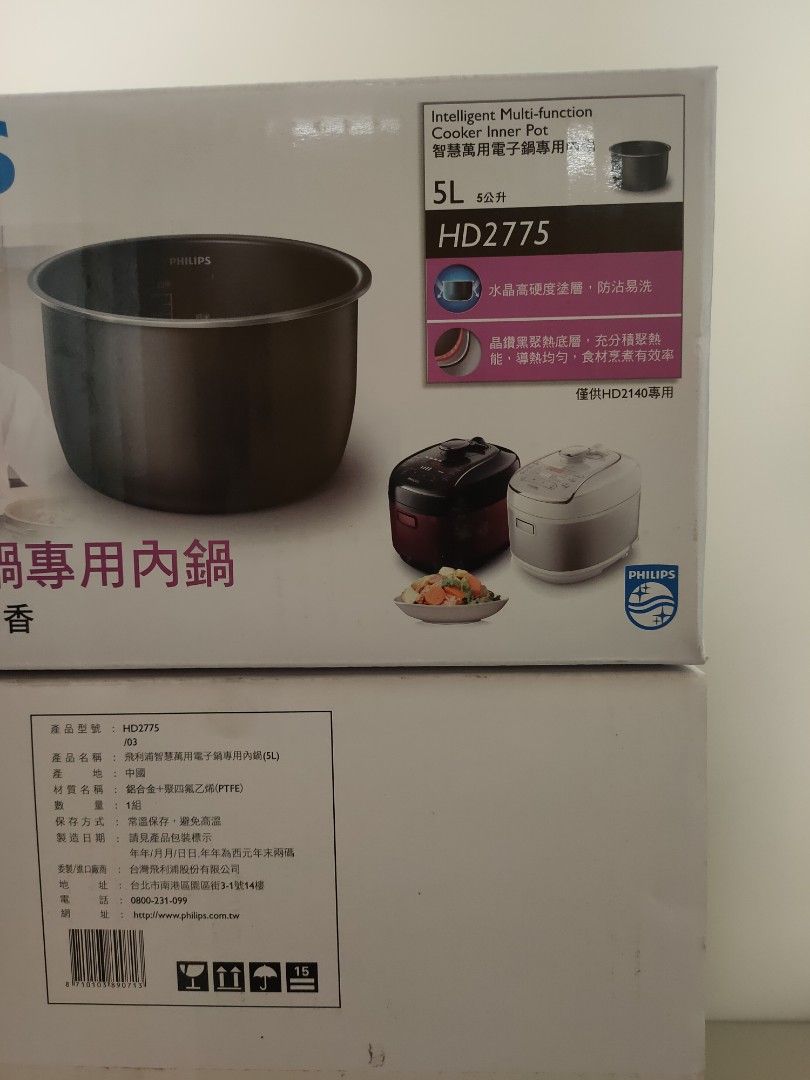 PHILIPS
Intelligent Multi-function
Cooker Inner Pot
智慧萬用電子鍋專用內鍋
5L 5公升
HD2775
水晶高硬度塗層，防沾易洗
晶鑽黑聚熱底層，充分積聚熱
能，導熱均勻，食材烹煮有效率
僅供HD2140專用
鍋專用內鍋
香
PHILIPS
產品型號 : HD2775
/03
產品名稱 : 飛利浦智慧萬用電子鍋專用內鍋(5L)
產地 : 中國
材質名稱 : 鋁合金+聚四氟乙烯(PTFE)
數量 : 1組
保存方式 : 常溫保存，避免高溫
製造日期 : 請見產品包裝標示
年年/月月/日日,年年為西元年末兩碼
委製/進口廠商 : 台灣飛利浦股份有限公司
地址 : 台北市南港區園區街3-1號14樓
電話 : 0800-231-099
網址 : http://www.philips.com.tw
8 710103 890713
15